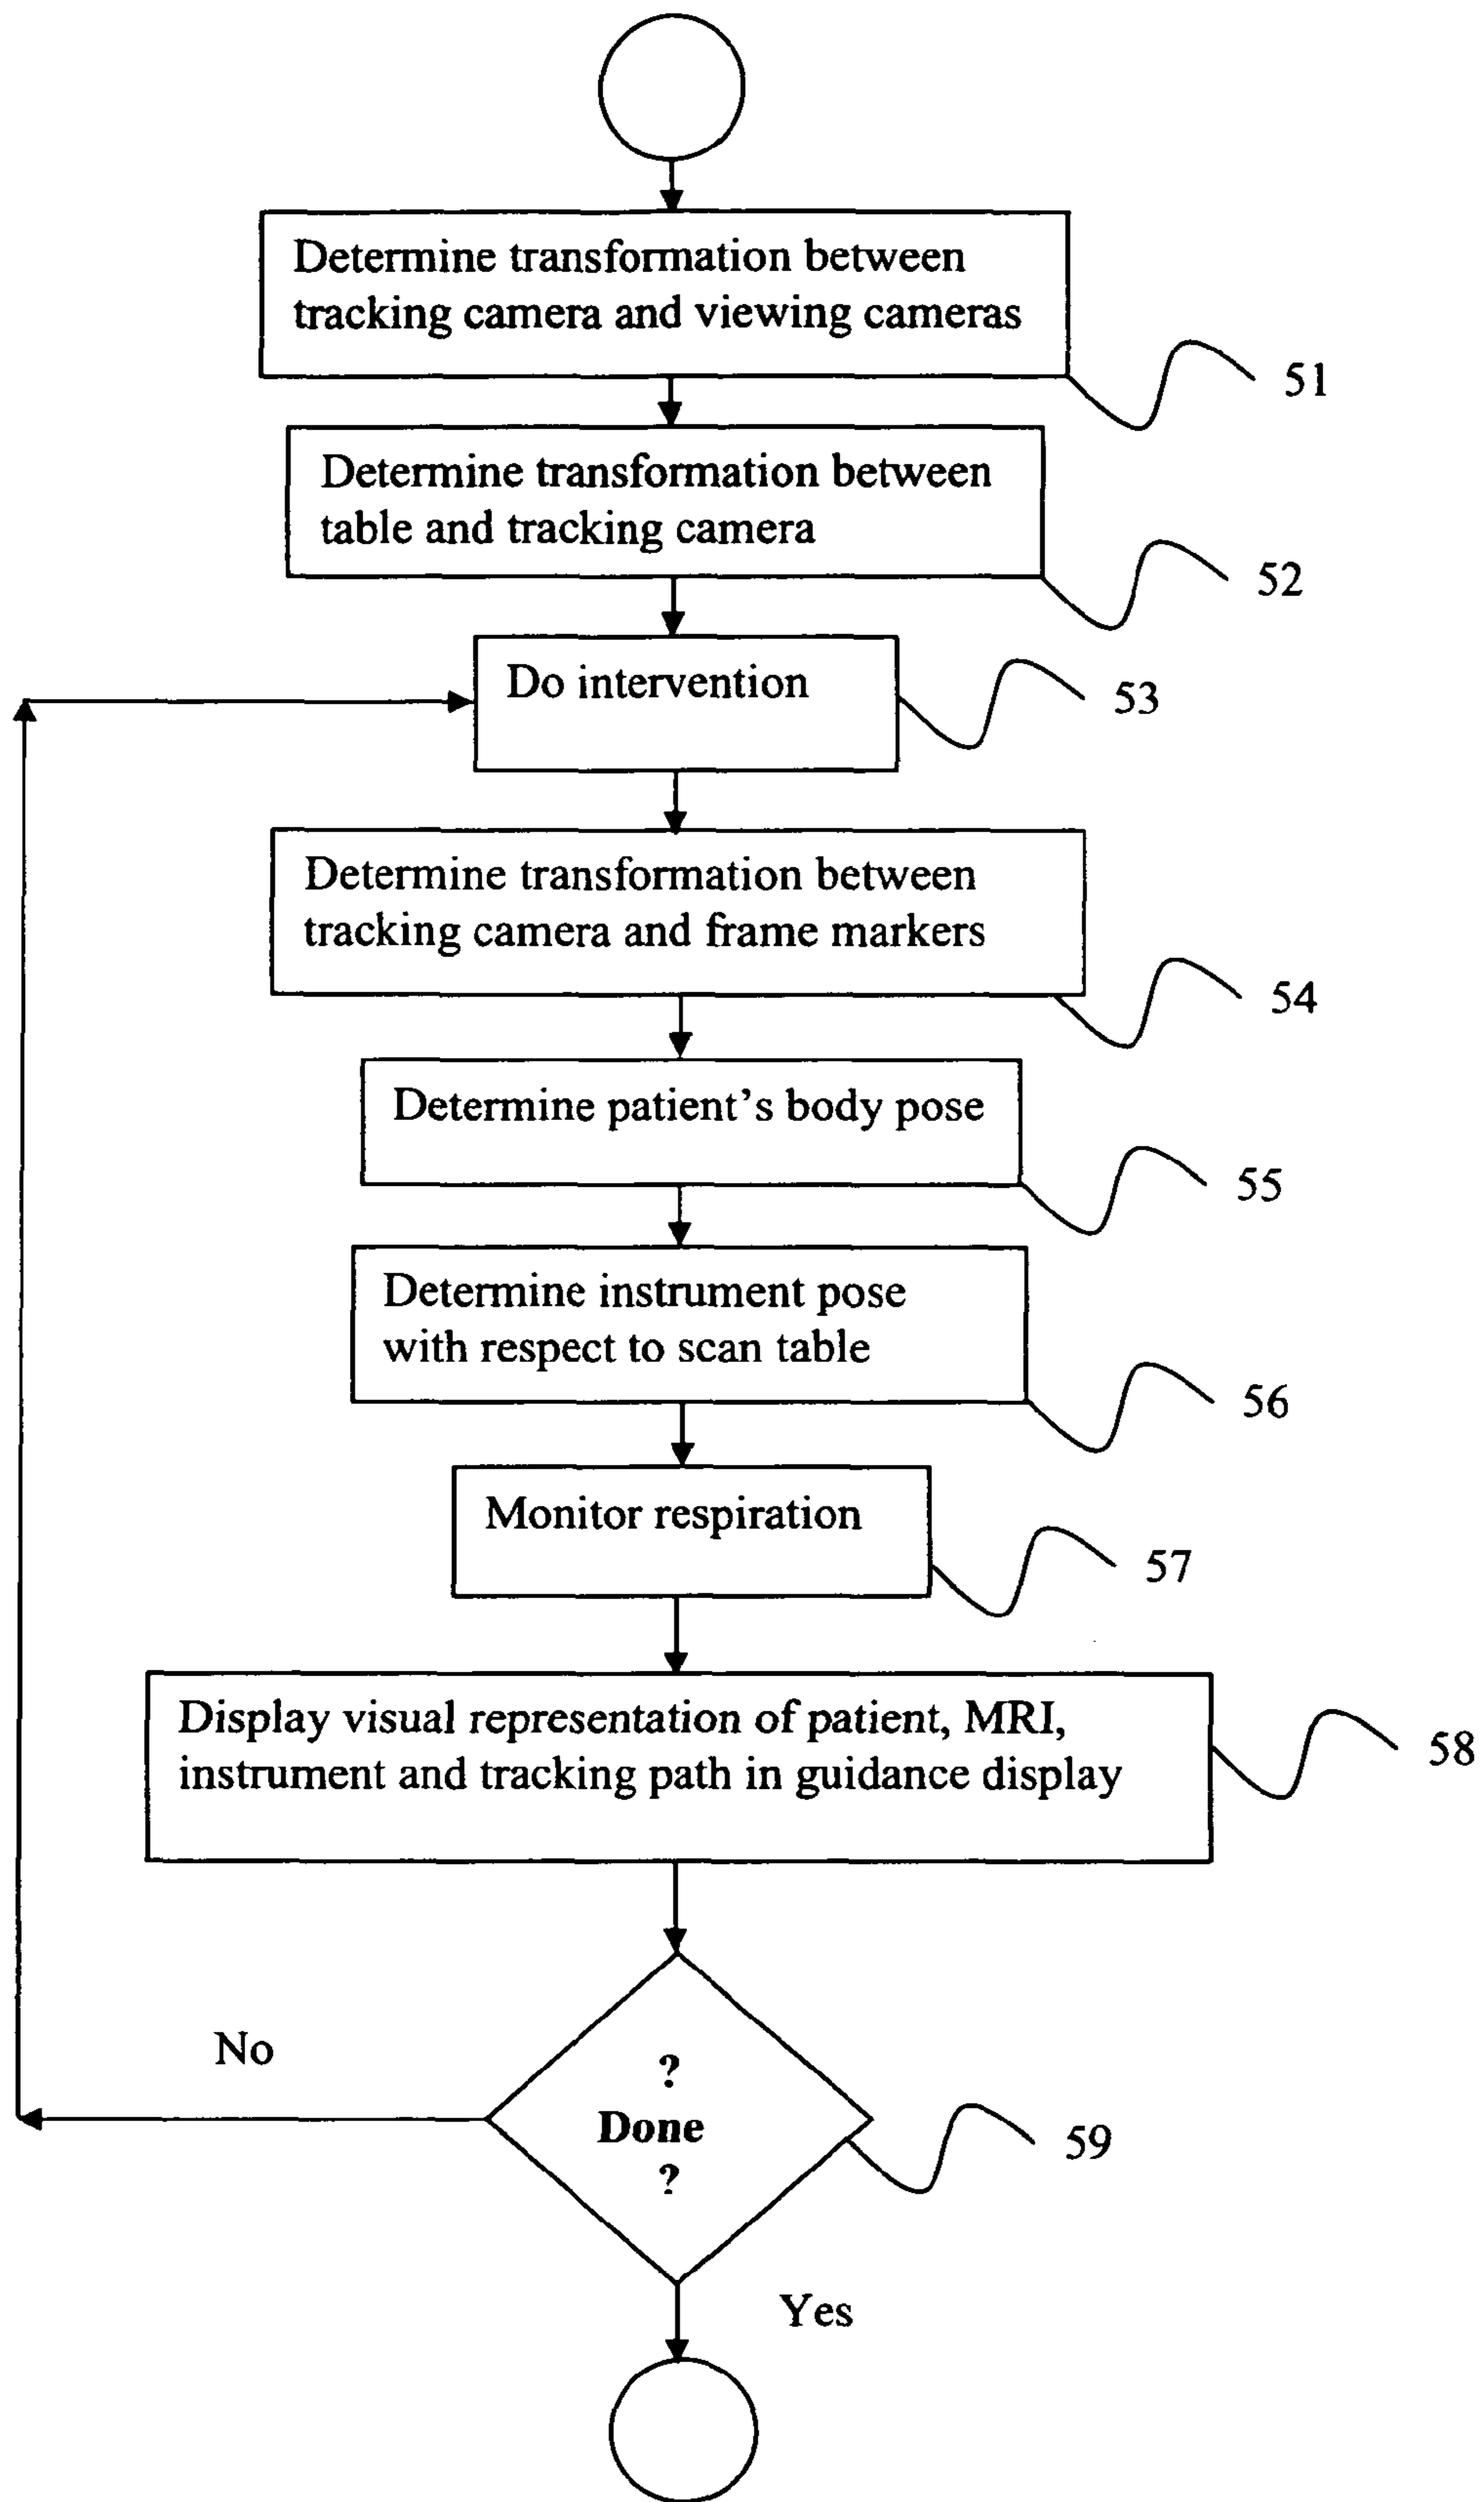 Determine transformation between
tracking camera and viewing cameras
51
Determine transformation between
table and tracking camera
52
Do intervention
53
Determine transformation between
tracking camera and frame markers
54
Determine patient's body pose
55
Determine instrument pose
with respect to scan table
56
Monitor respiration
57
Display visual representation of patient, MRI,
instrument and tracking path in guidance display
58
No
?
Done
?
59
Yes